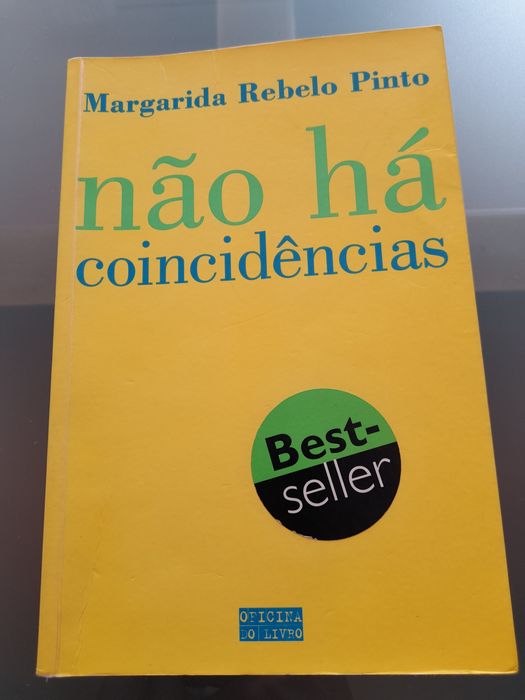 Margarida Rebelo Pinto
não há
coincidências
Best-
seller
OFICINA
DO LIVRO